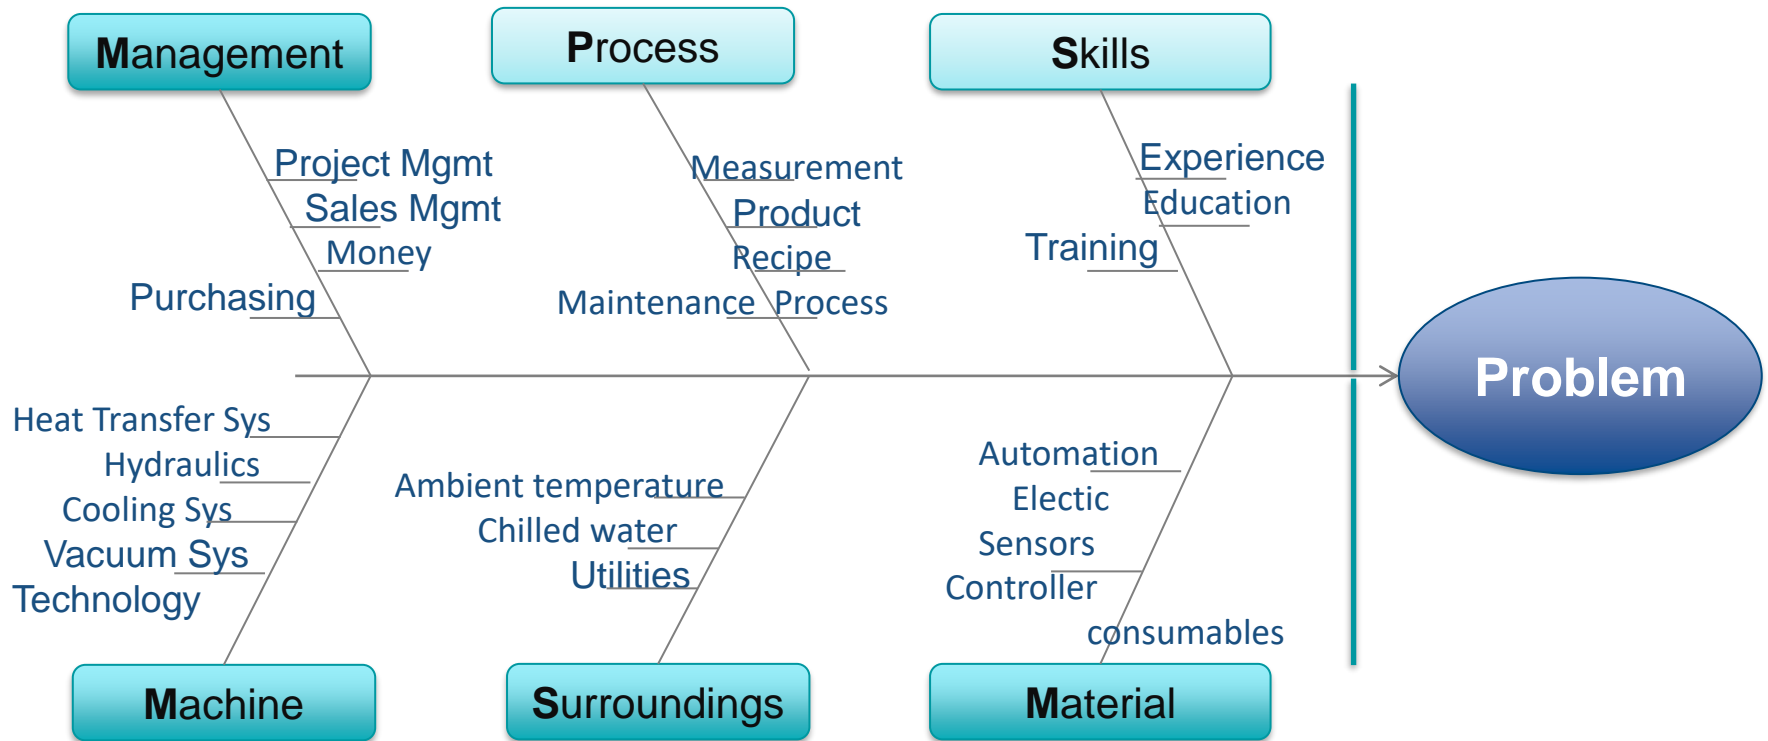 Management
Process
Skills
Project Mgmt
Sales Mgmt
Money
Purchasing
Measurement
Product
Recipe
Maintenance Process
Experience
Education
Training
Problem
Heat Transfer Sys
Hydraulics
Cooling Sys
Vacuum Sys
Technology
Ambient temperature
Chilled water
Utilities
Automation
Electic
Sensors
Controller
consumables
Machine
Surroundings
Material